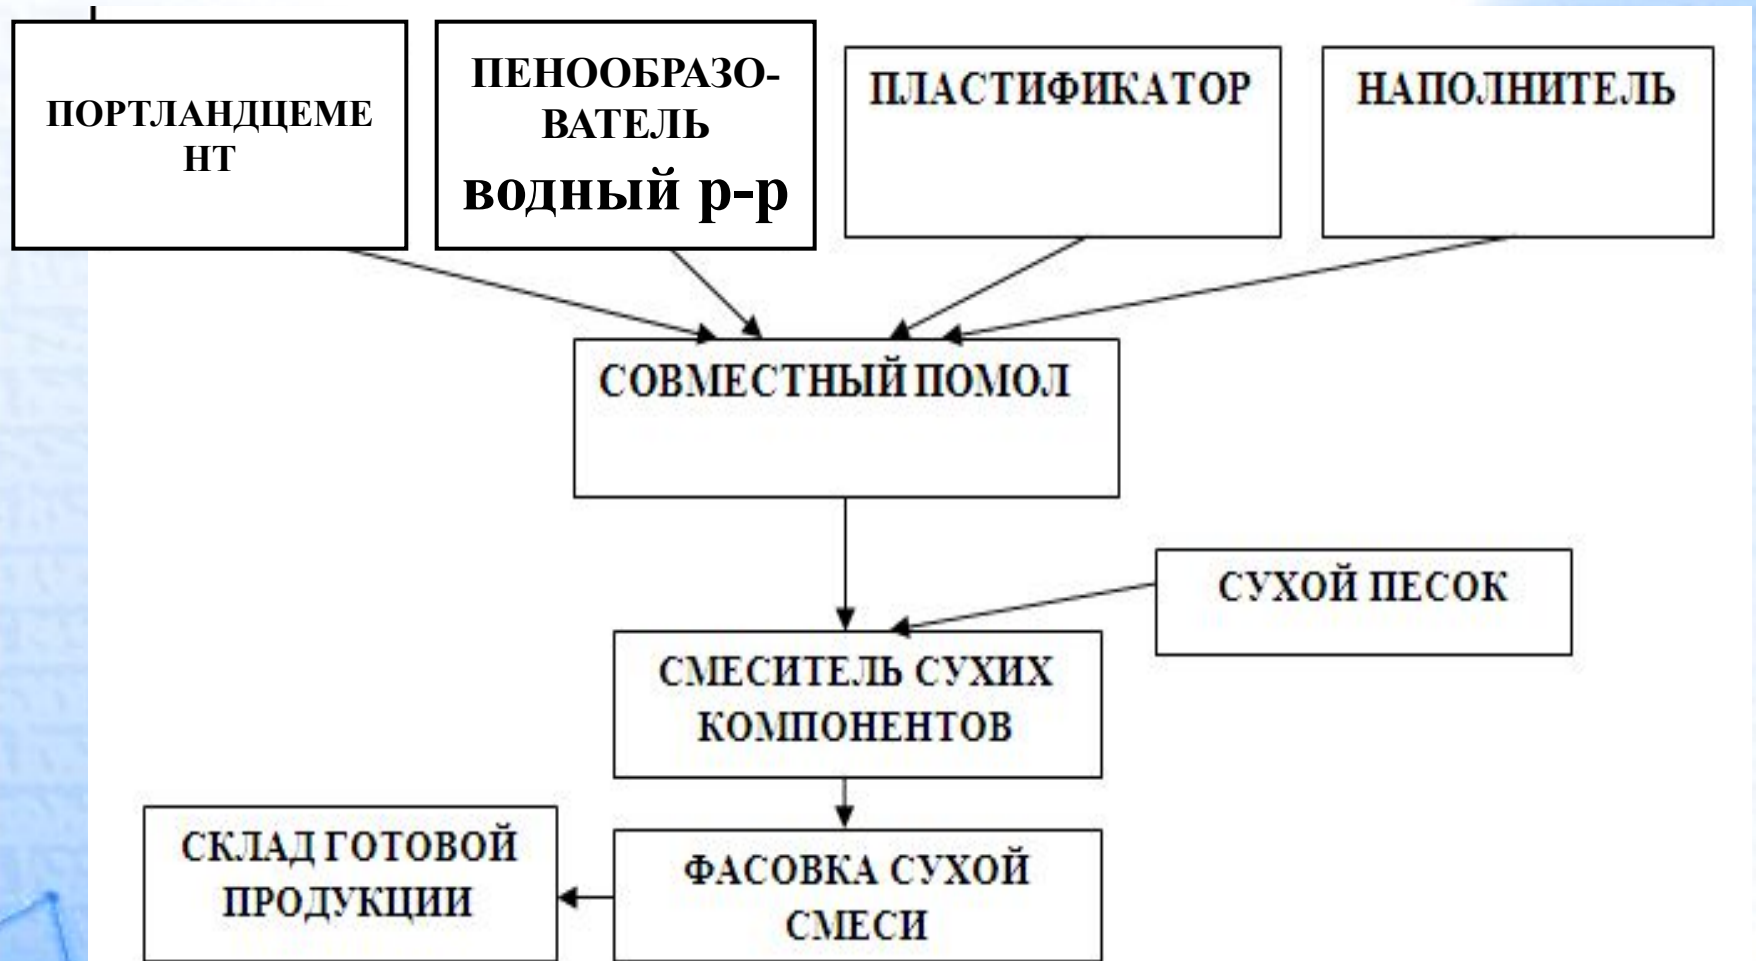 ПОРТЛАНДЦЕМЕ
НТ
ПЕНООБРАЗО-
ВАТЕЛЬ
водный р-р
ПЛАСТИФИКАТОР
НАПОЛНИТЕЛЬ
СОВМЕСТНЫЙ ПОМОЛ
СУХОЙ ПЕСОК
СМЕСИТЕЛЬ СУХИХ
КОМПОНЕНТОВ
СКЛАД ГОТОВОЙ
ПРОДУКЦИИ
ФАСОВКА СУХОЙ
СМЕСИ